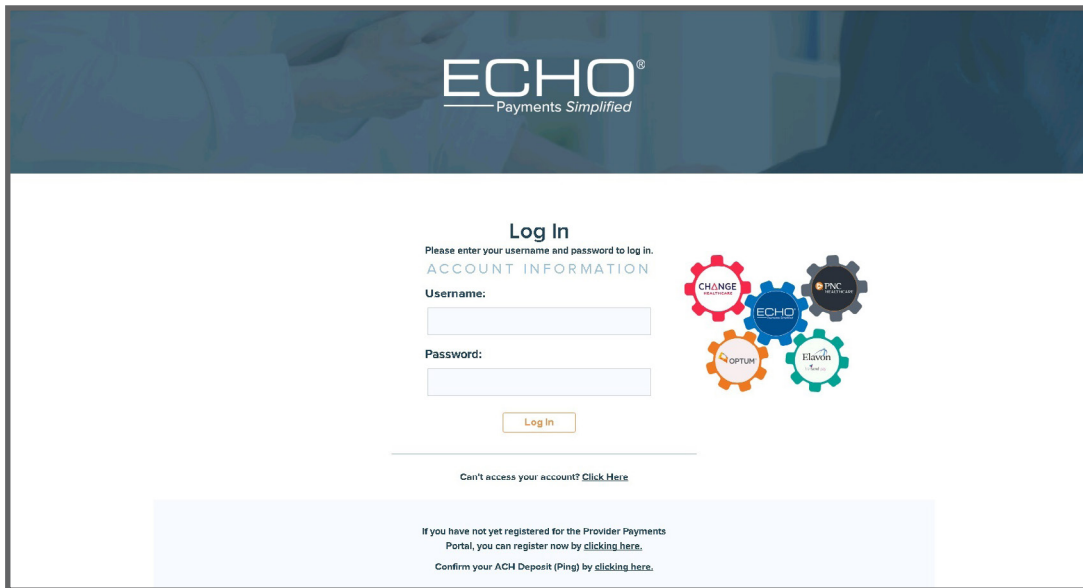 ECHO®
Payments Simplified
Log In
Please enter your username and password to log in.
ACCOUNT INFORMATION
Username:
Password:
Log In
CHANGE
HEALTHCARE
PNC
HEALTHCARE
ECHO
OPTUM
Elavon
Can't access your account? Click Here
If you have not yet registered for the Provider Payments
Portal, you can register now by clicking here.
Confirm your ACH Deposit (Ping) by clicking here.